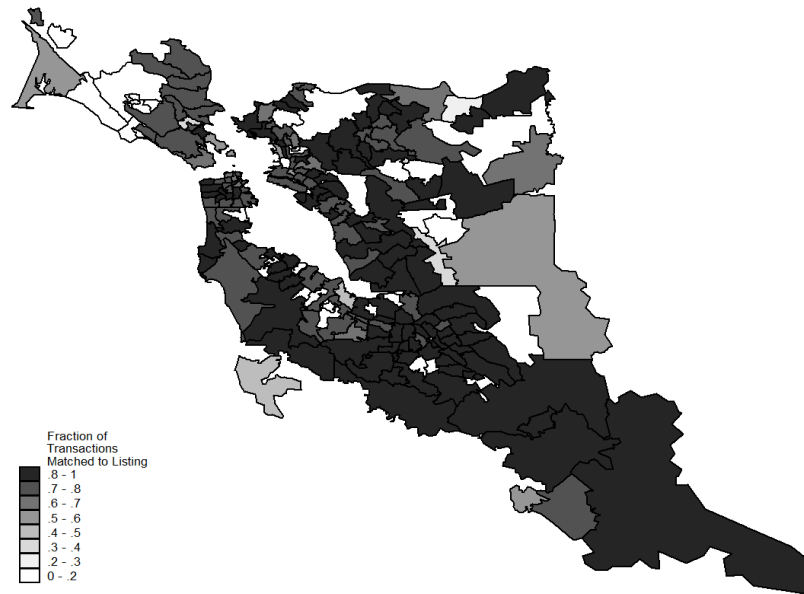 Fraction of
Transactions
Matched to Listing
.8 - 1
.7 - .8
.6 - .7
.5 - .6
.4 - .5
.3 - .4
.2 - .3
0 - .2